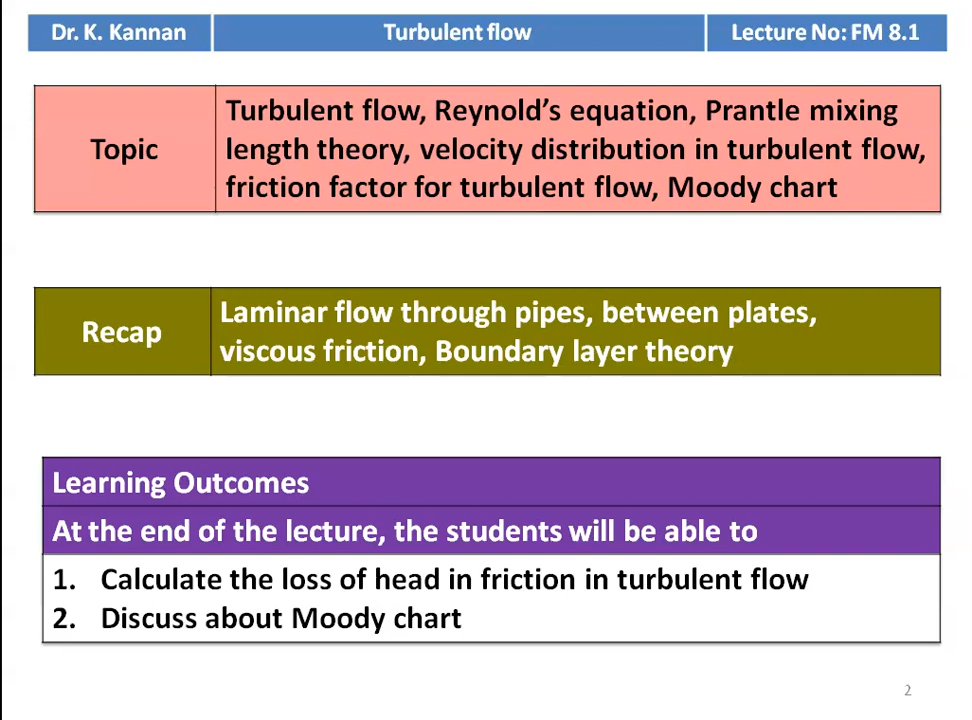 Dr. K. Kannan
Turbulent flow
Lecture No: FM 8.1
Topic
Turbulent flow, Reynold's equation, Prantle mixing
length theory, velocity distribution in turbulent flow,
friction factor for turbulent flow, Moody chart
Recap
Laminar flow through pipes, between plates,
viscous friction, Boundary layer theory
Learning Outcomes
At the end of the lecture, the students will be able to
1. Calculate the loss of head in friction in turbulent flow
2. Discuss about Moody chart
2